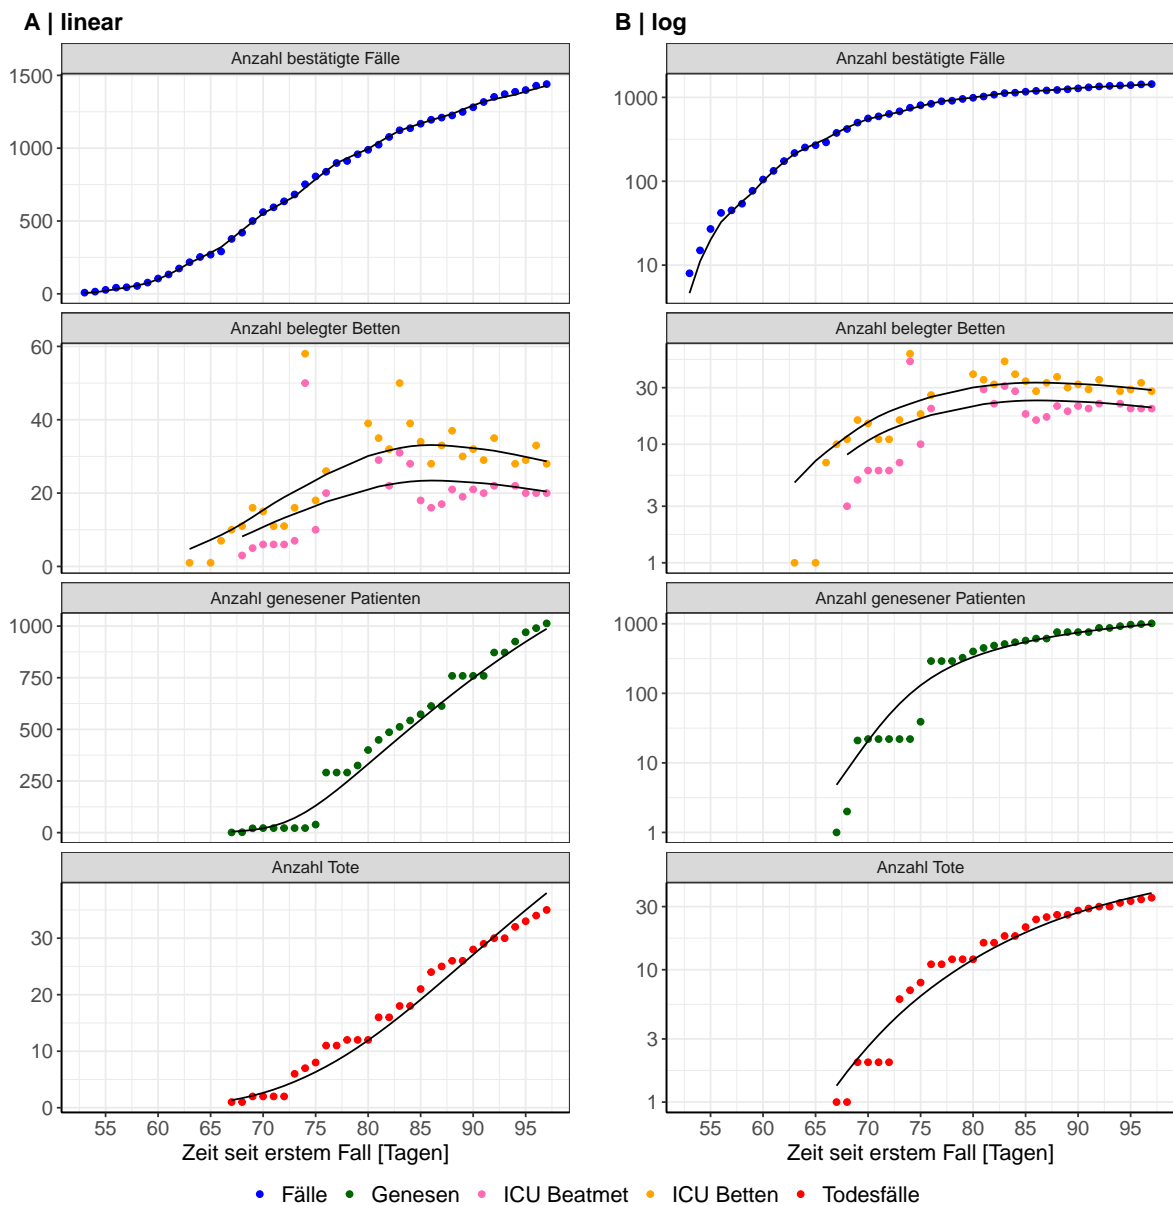 A | linear
B | log
Anzahl bestätigte Fälle
1500
1000
500
0
Anzahl bestätigte Fälle
1000
100
10
Anzahl belegter Betten
60
40
20
0
Anzahl belegter Betten
30
10
3
1
Anzahl genesener Patienten
1000
750
500
250
0
Anzahl genesener Patienten
1000
100
10
1
Anzahl Tote
30
20
10
0
Anzahl Tote
30
10
3
1
55 60 65 70 75 80 85 90 95
55 60 65 70 75 80 85 90 95
Zeit seit erstem Fall [Tagen]
Zeit seit erstem Fall [Tagen]
Fälle Genesen ICU Beatmet ICU Betten Todesfälle